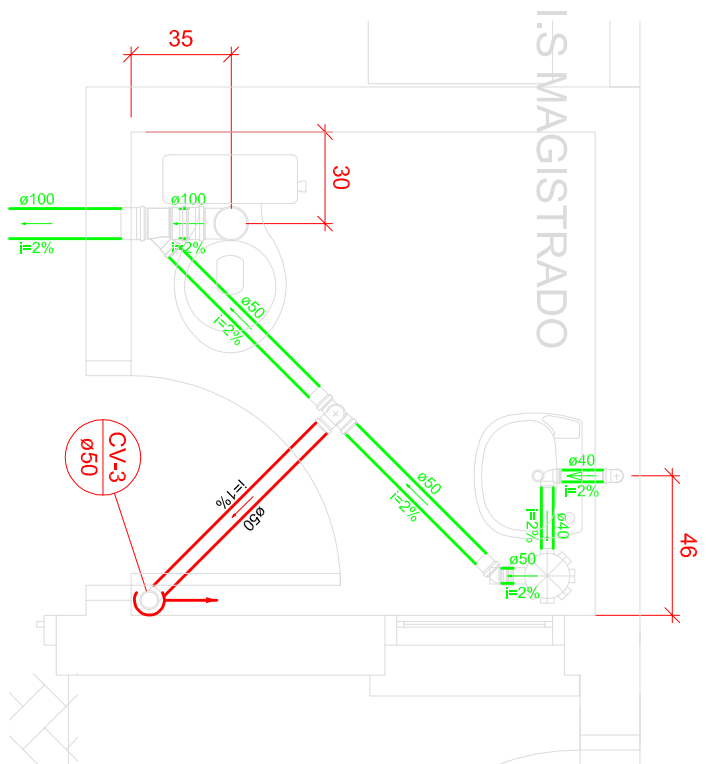 I.S MAGISTRADO
35
30
ø100
i=2%
ø100
i=2%
ø50
i=2%
CV-3
ø50
i=1%
ø50
ø50
i=2%
ø40
i=2%
ø40
i=2%
ø50
i=2%
46